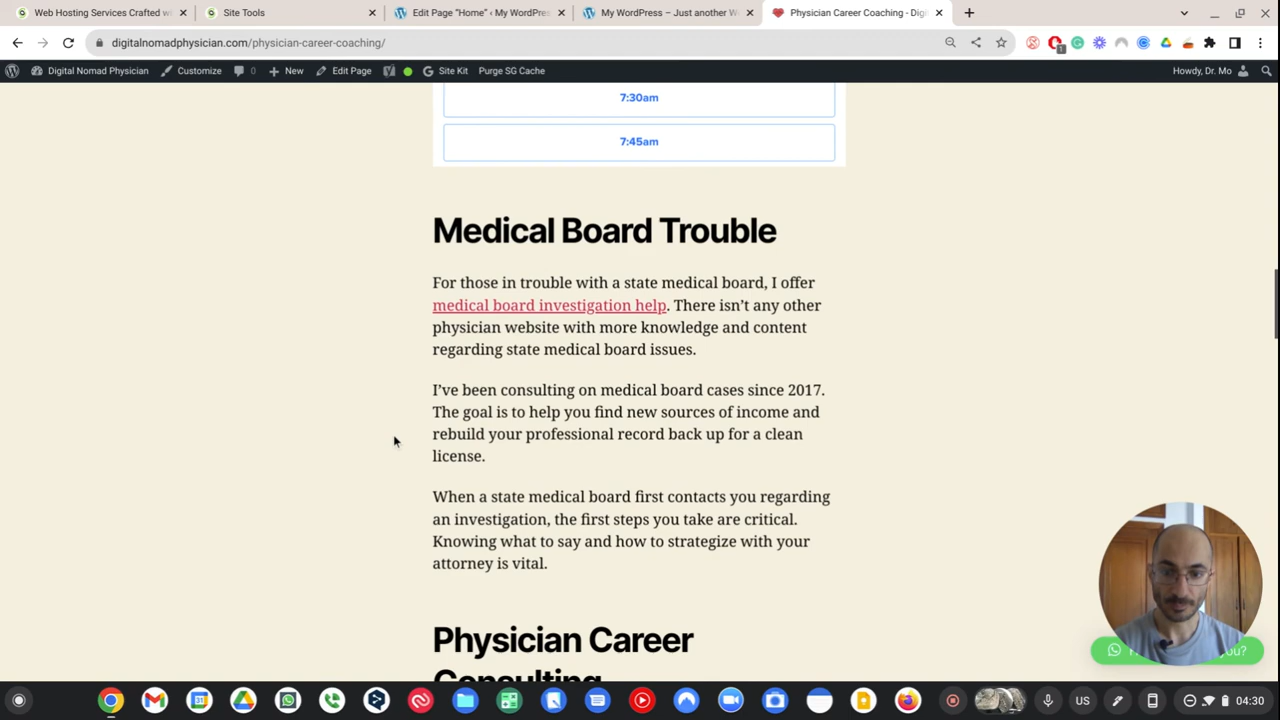 Web Hosting Services Crafted wi
Site Tools
Edit Page “Home” ‹ My WordPres
My WordPress – Just another W
Physician Career Coaching - Digi
digitalnomadphysician.com/physician-career-coaching/
1
Digital Nomad Physician
Customize
0
New
Edit Page
Site Kit
Purge SG Cache
Howdy, Dr. Mo
7:30am
7:45am
Medical Board Trouble
For those in trouble with a state medical board, I offer
medical board investigation help. There isn’t any other
physician website with more knowledge and content
regarding state medical board issues.
I’ve been consulting on medical board cases since 2017.
The goal is to help you find new sources of income and
rebuild your professional record back up for a clean
license.
When a state medical board first contacts you regarding
an investigation, the first steps you take are critical.
Knowing what to say and how to strategize with your
attorney is vital.
Physician Career
Consulting
you?
US
04:30